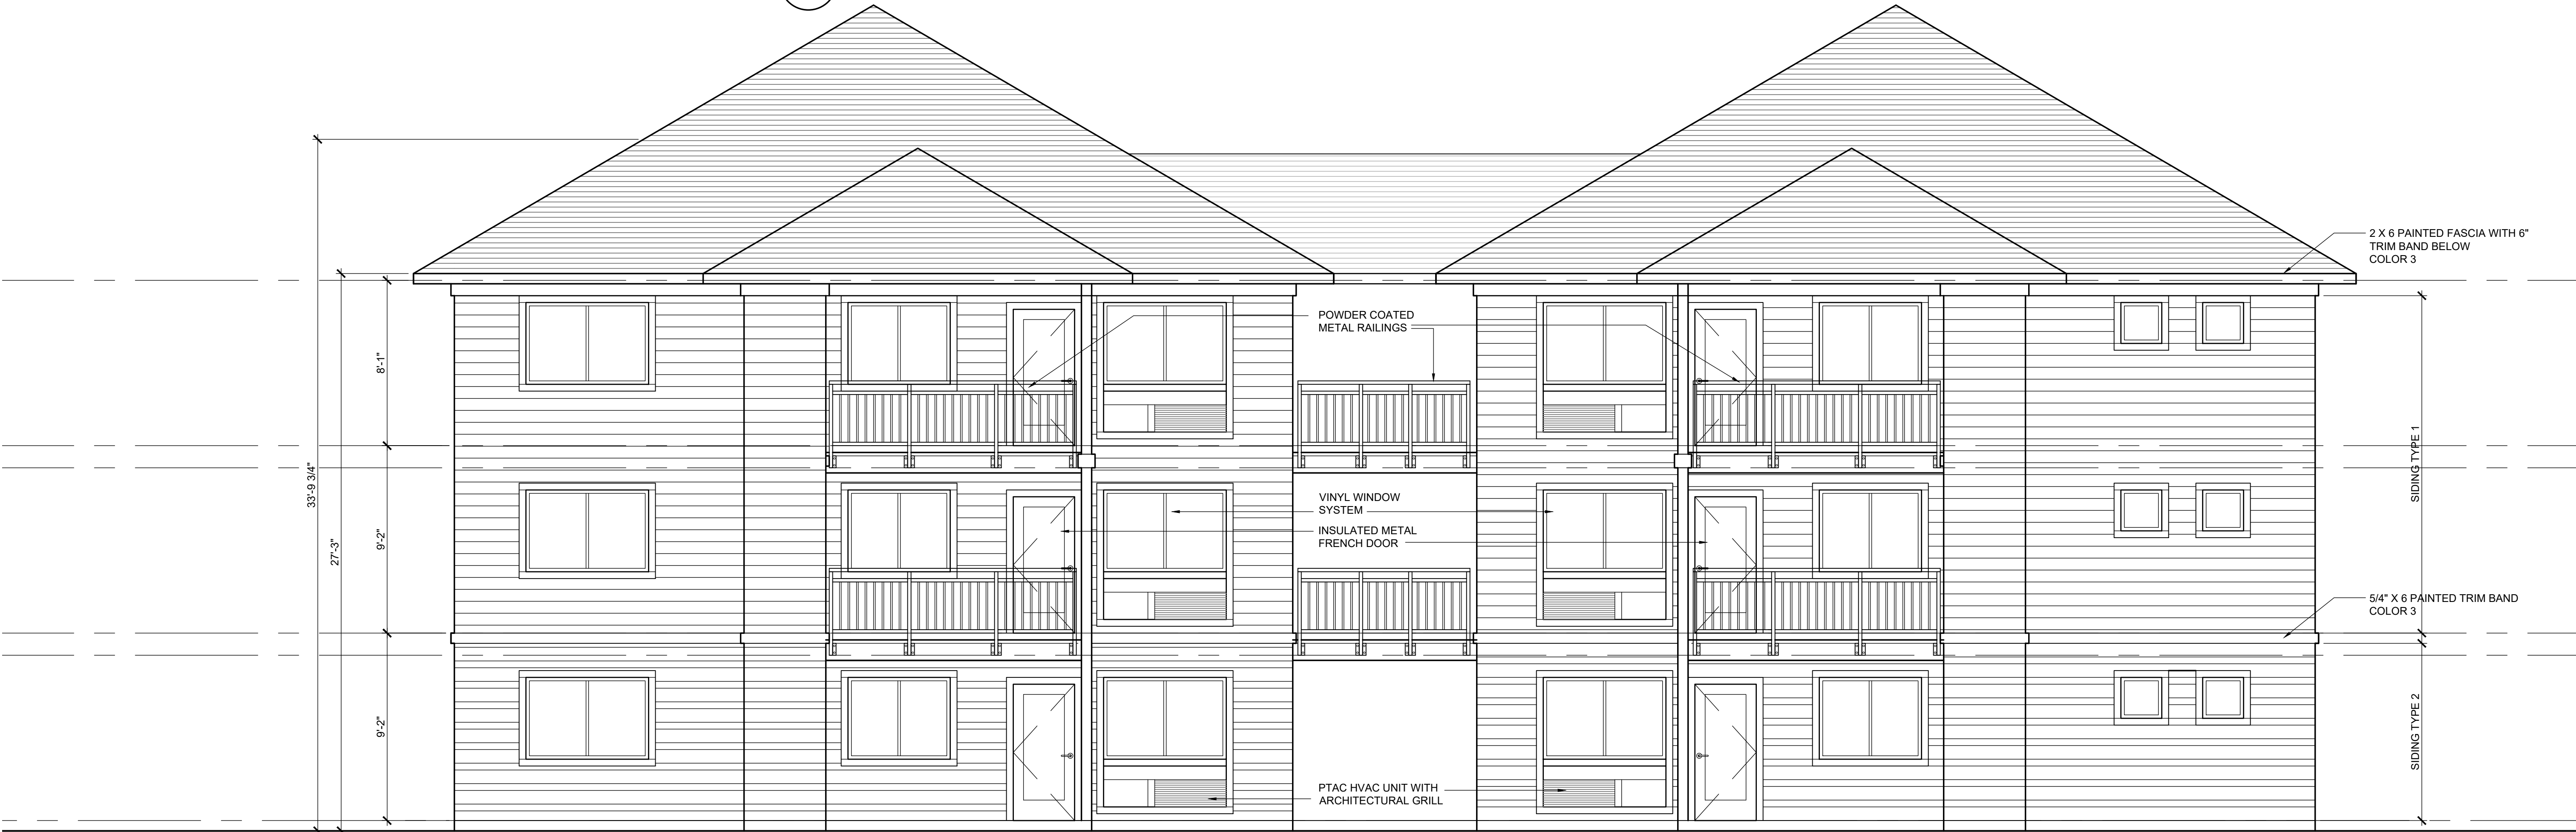 2 X 6 PAINTED FASCIA WITH 6"
TRIM BAND BELOW
COLOR 3
POWDER COATED
METAL RAILINGS
8'-1"
SIDING TYPE 1
33'-9 3/4"
27'-3"
9'-2"
VINYL WINDOW
SYSTEM
INSULATED METAL
FRENCH DOOR
5/4" X 6 PAINTED TRIM BAND
COLOR 3
9'-2"
SIDING TYPE 2
PTAC HVAC UNIT WITH
ARCHITECTURAL GRILL